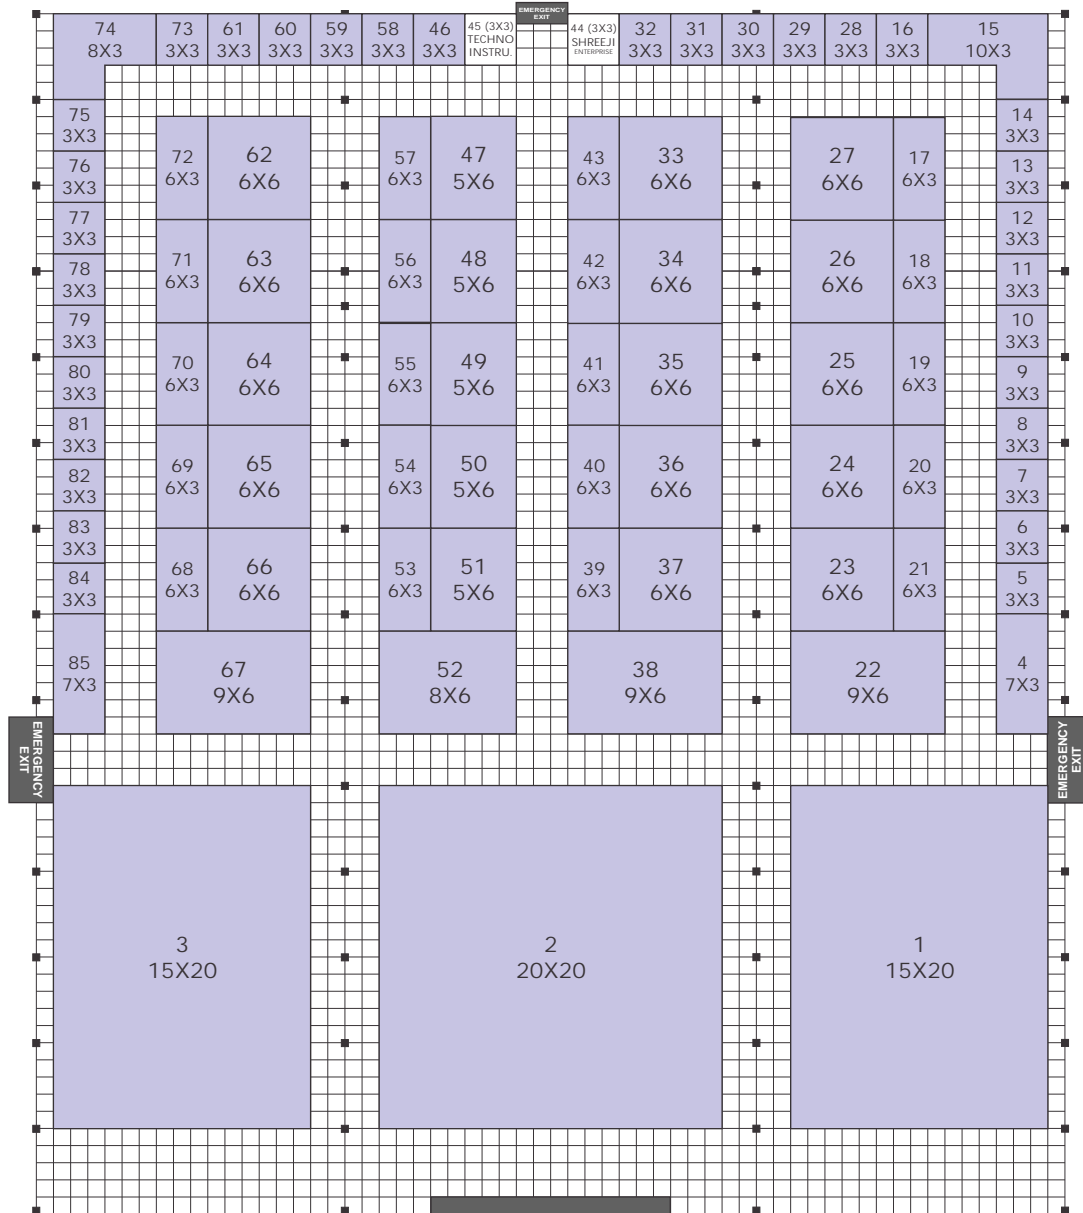 EMERGENCY
EXIT
74
8X3
73
3X3
61
3X3
60
3X3
59
3X3
58
3X3
46
3X3
45 (3X3)
TECHNO
INSTRU.
44 (3X3)
SHREEJI
ENTERPRISE
32
3X3
31
3X3
30
3X3
29
3X3
28
3X3
16
3X3
15
10X3
75
3X3
76
3X3
77
3X3
78
3X3
79
3X3
80
3X3
81
3X3
82
3X3
83
3X3
84
3X3
85
7X3
72
6X3
71
6X3
70
6X3
69
6X3
68
6X3
62
6X6
63
6X6
64
6X6
65
6X6
66
6X6
67
9X6
57
6X3
56
6X3
55
6X3
54
6X3
53
6X3
47
5X6
48
5X6
49
5X6
50
5X6
51
5X6
52
8X6
43
6X3
42
6X3
41
6X3
40
6X3
39
6X3
33
6X6
34
6X6
35
6X6
36
6X6
37
6X6
38
9X6
27
6X6
26
6X6
25
6X6
24
6X6
23
6X6
17
6X3
18
6X3
19
6X3
20
6X3
21
6X3
22
9X6
14
3X3
13
3X3
12
3X3
11
3X3
10
3X3
9
3X3
8
3X3
7
3X3
6
3X3
5
3X3
4
7X3
EMERGENCY
EXIT
EMERGENCY
EXIT
3
15X20
2
20X20
1
15X20